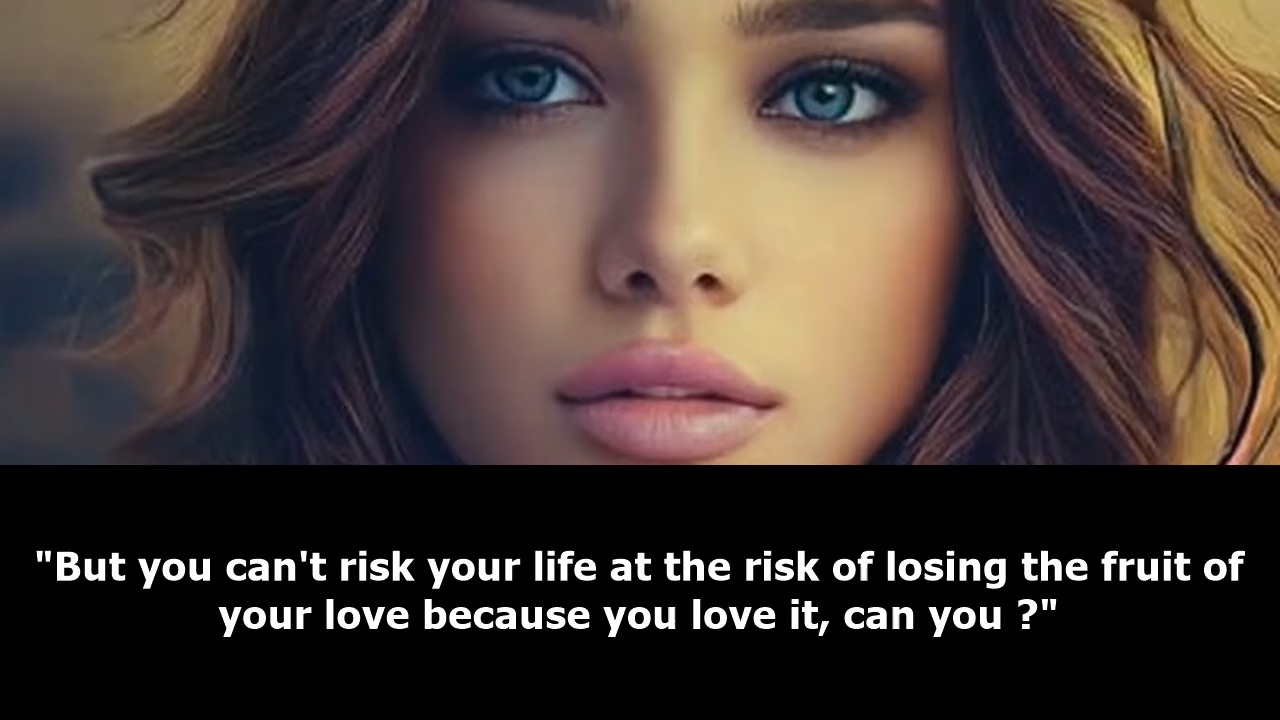 "But you can't risk your life at the risk of losing the fruit of
your love because you love it, can you ?"